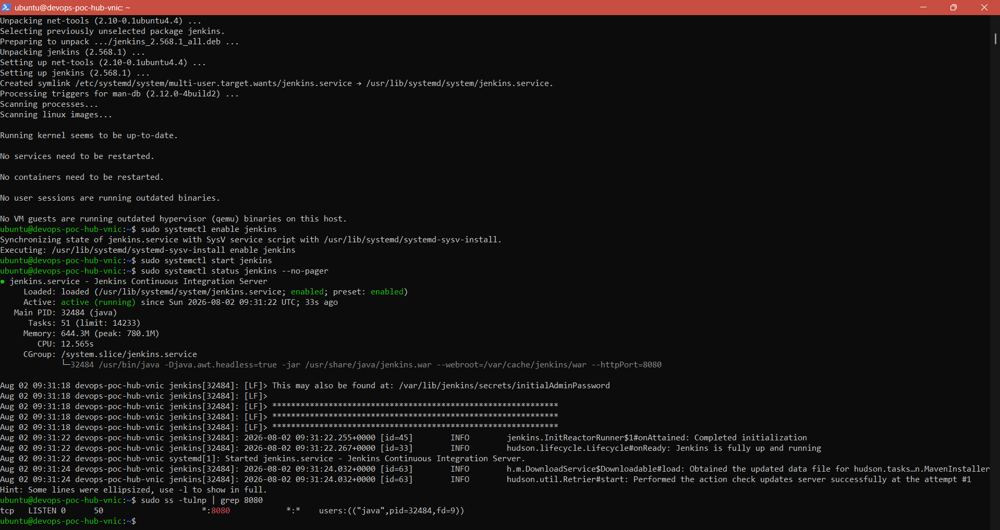 ubuntu@devops-poc-hub-vnic: ~
Unpacking net-tools (2.10-0.1ubuntu4.4) ...
Selecting previously unselected package jenkins.
Preparing to unpack .../jenkins_2.568.1_all.deb ...
Unpacking jenkins (2.568.1) ...
Setting up net-tools (2.10-0.1ubuntu4.4) ...
Setting up jenkins (2.568.1) ...
Created symlink /etc/systemd/system/multi-user.target.wants/jenkins.service → /usr/lib/systemd/system/jenkins.service.
Processing triggers for man-db (2.12.0-4build2) ...
Scanning processes...
Scanning linux images...
Running kernel seems to be up-to-date.
No services need to be restarted.
No containers need to be restarted.
No user sessions are running outdated binaries.
No VM guests are running outdated hypervisor (qemu) binaries on this host.
ubuntu@devops-poc-hub-vnic:~$ sudo systemctl enable jenkins
Synchronizing state of jenkins.service with SysV service script with /usr/lib/systemd/systemd-sysv-install.
Executing: /usr/lib/systemd/systemd-sysv-install enable jenkins
ubuntu@devops-poc-hub-vnic:~$ sudo systemctl start jenkins
ubuntu@devops-poc-hub-vnic:~$ sudo systemctl status jenkins --no-pager
● jenkins.service - Jenkins Continuous Integration Server
     Loaded: loaded (/usr/lib/systemd/system/jenkins.service; enabled; preset: enabled)
     Active: active (running) since Sun 2026-08-02 09:31:22 UTC; 33s ago
   Main PID: 32484 (java)
      Tasks: 51 (limit: 14233)
     Memory: 644.3M (peak: 780.1M)
        CPU: 12.565s
     CGroup: /system.slice/jenkins.service
             └─32484 /usr/bin/java -Djava.awt.headless=true -jar /usr/share/java/jenkins.war --webroot=/var/cache/jenkins/war --httpPort=8080
Aug 02 09:31:18 devops-poc-hub-vnic jenkins[32484]: [LF]> This may also be found at: /var/lib/jenkins/secrets/initialAdminPassword
Aug 02 09:31:18 devops-poc-hub-vnic jenkins[32484]: [LF]>
Aug 02 09:31:18 devops-poc-hub-vnic jenkins[32484]: [LF]> *************************************************************
Aug 02 09:31:18 devops-poc-hub-vnic jenkins[32484]: [LF]> *************************************************************
Aug 02 09:31:18 devops-poc-hub-vnic jenkins[32484]: [LF]> *************************************************************
Aug 02 09:31:22 devops-poc-hub-vnic jenkins[32484]: 2026-08-02 09:31:22.255+0000 [id=45]        INFO        jenkins.InitReactorRunner$1#onAttained: Completed initialization
Aug 02 09:31:22 devops-poc-hub-vnic jenkins[32484]: 2026-08-02 09:31:22.267+0000 [id=33]        INFO        hudson.lifecycle.Lifecycle#onReady: Jenkins is fully up and running
Aug 02 09:31:22 devops-poc-hub-vnic systemd[1]: Started jenkins.service - Jenkins Continuous Integration Server.
Aug 02 09:31:24 devops-poc-hub-vnic jenkins[32484]: 2026-08-02 09:31:24.032+0000 [id=63]        INFO        h.m.DownloadService$Downloadable#load: Obtained the updated data file for hudson.tasks…n.MavenInstaller
Aug 02 09:31:24 devops-poc-hub-vnic jenkins[32484]: 2026-08-02 09:31:24.032+0000 [id=63]        INFO        hudson.util.Retrier#start: Performed the action check updates server successfully at the attempt #1
Hint: Some lines were ellipsized, use -l to show in full.
ubuntu@devops-poc-hub-vnic:~$ sudo ss -tulnp | grep 8080
tcp   LISTEN 0      50                     *:8080            *:*    users:(("java",pid=32484,fd=9))
ubuntu@devops-poc-hub-vnic:~$